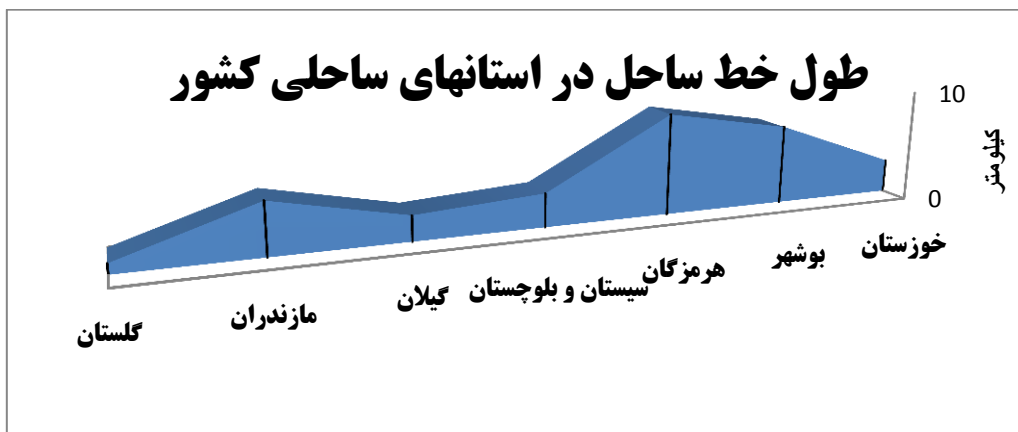 طول خط ساحل در استانهای ساحلی کشور
10
کیلومتر
0
خوزستان
بوشهر
هرمزگان
سیستان و بلوچستان
گیلان
مازندران
گلستان